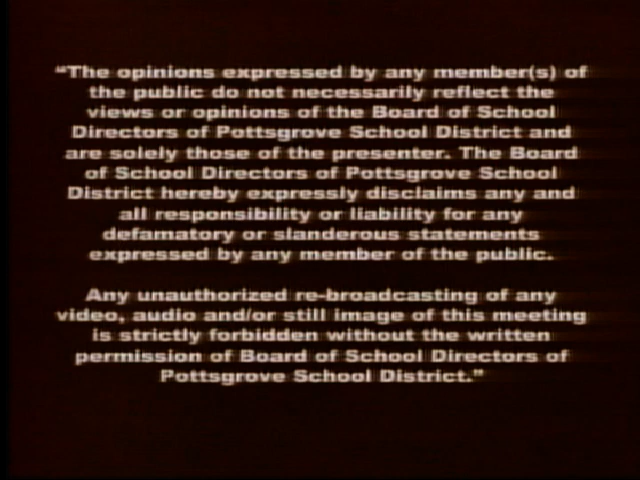 “The opinions expressed by any member(s) of
the public do not necessarily reflect the
views or opinions of the Board of School
Directors of Pottsgrove School District and
are solely those of the presenter. The Board
of School Directors of Pottsgrove School
District hereby expressly disclaims any and
all responsibility or liability for any
defamatory or slanderous statements
expressed by any member of the public.
Any unauthorized re-broadcasting of any
video, audio and/or still image of this meeting
is strictly forbidden without the written
permission of Board of School Directors of
Pottsgrove School District.”